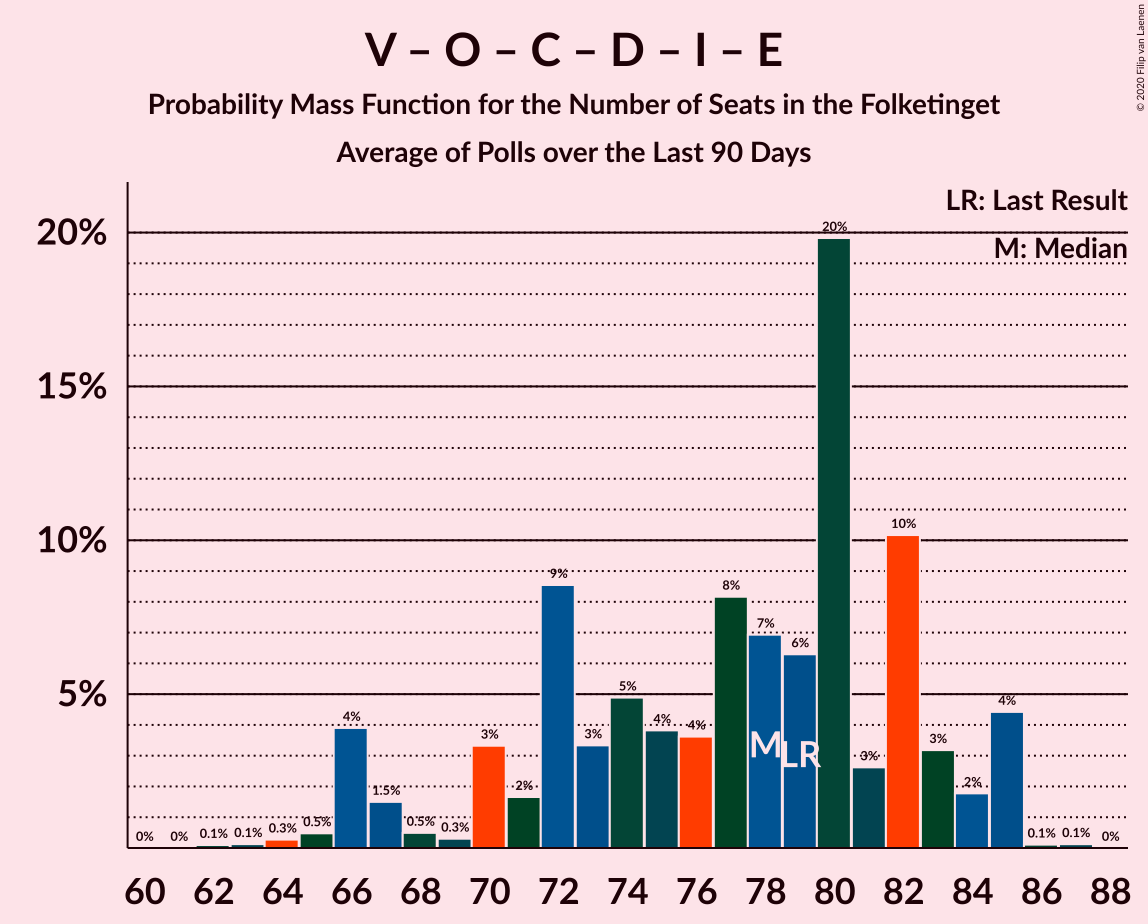 V – O – C – D – I – E
Probability Mass Function for the Number of Seats in the Folketinget
Average of Polls over the Last 90 Days
© 2020 Filip van Laenen
LR: Last Result
M: Median
20%
15%
10%
5%
0% 0% 0.1% 0.1% 0.3% 0.5% 4% 1.5% 0.5% 0.3% 3% 2% 9% 3% 5% 4% 4% 8% 7% 6% 20% 3% 10% 3% 2% 4% 0.1% 0.1% 0%
M LR
60 62 64 66 68 70 72 74 76 78 80 82 84 86 88